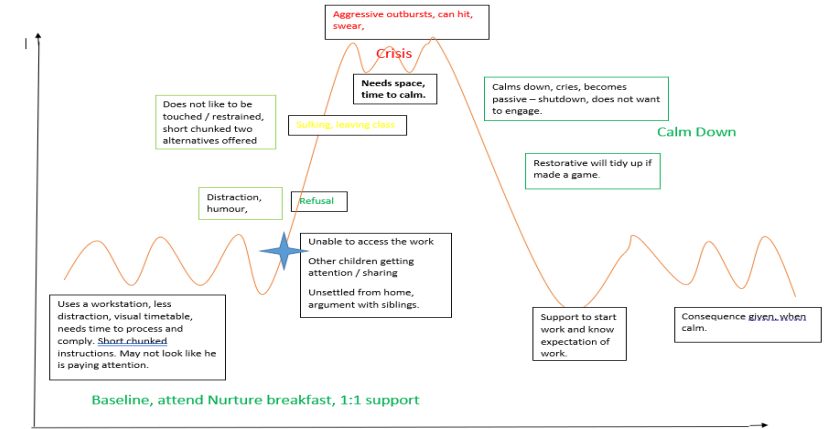 Aggressive outbursts, can hit,
swear,
Crisis
Needs space,
time to calm.
Does not like to be
touched / restrained,
short chunked two
alternatives offered
Sulking, leaving class.
Calms down, cries, becomes
passive – shutdown, does not want
to engage.
Calm Down
Restorative will tidy up if
made a game.
Distraction,
humour,
Refusal
Unable to access the work
Other children getting
attention / sharing
Unsettled from home,
argument with siblings.
Uses a workstation, less
distraction, visual timetable,
needs time to process and
comply. Short chunked
instructions. May not look like he
is paying attention.
Support to start
work and know
expectation of
work.
Consequence given, when
calm.
Baseline, attend Nurture breakfast, 1:1 support